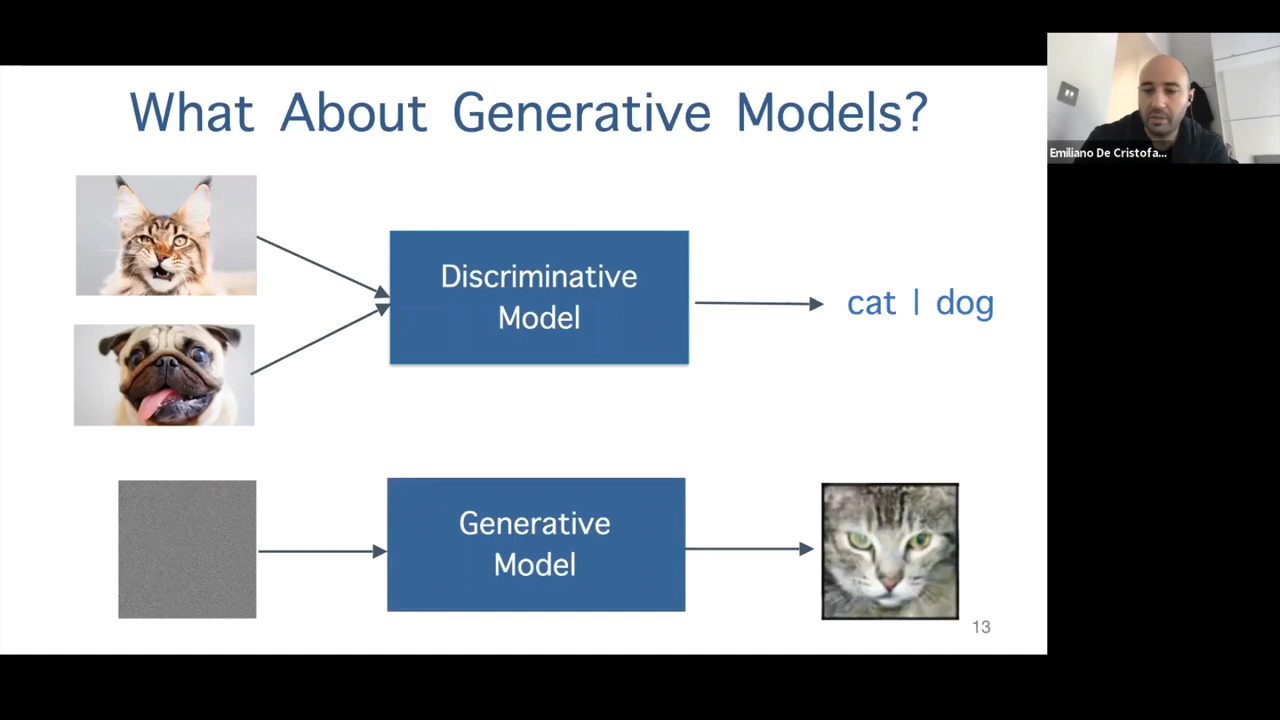 What About Generative Models?
Emiliano De Cristofa...
Discriminative
Model
cat | dog
Generative
Model
13